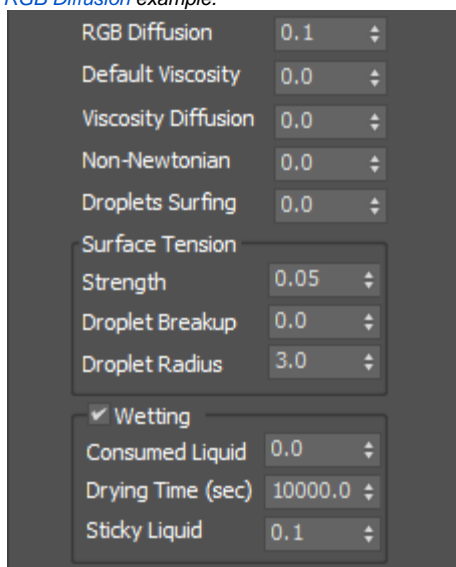 RGB Diffusion example.
RGB Diffusion 0.1
Default Viscosity 0.0
Viscosity Diffusion 0.0
Non-Newtonian 0.0
Droplets Surfing 0.0
Surface Tension
Strength 0.05
Droplet Breakup 0.0
Droplet Radius 3.0
Wetting
Consumed Liquid 0.0
Drying Time (sec) 10000.0
Sticky Liquid 0.1